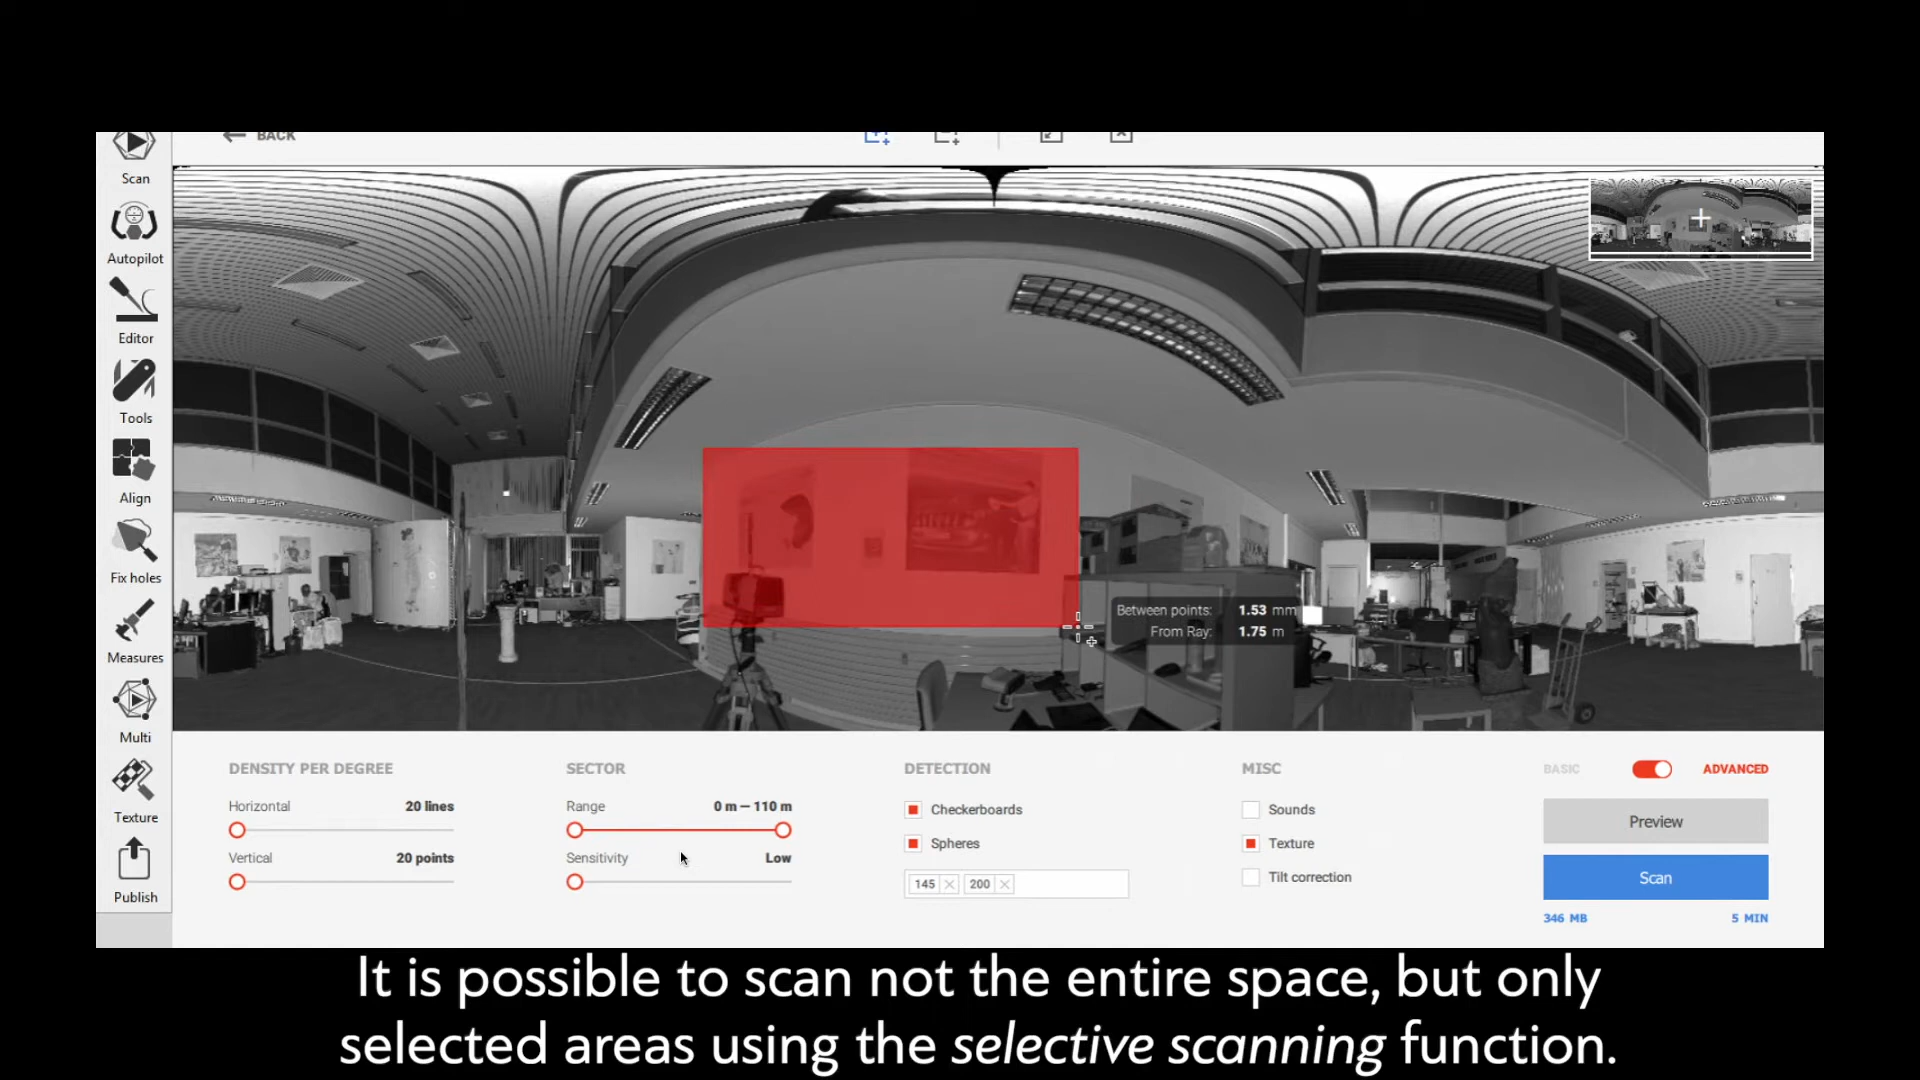 BACK
Scan
Autopilot
Editor
Tools
Align
Fix holes
Measures
Multi
Texture
Publish
Between points: 1.53 mm
From Ray: 1.75 m
DENSITY PER DEGREE
Horizontal 20 lines
Vertical 20 points
SECTOR
Range 0 m — 110 m
Sensitivity Low
DETECTION
Checkerboards
Spheres
145 200
MISC
Sounds
Texture
Tilt correction
BASIC ADVANCED
Preview
Scan
346 MB 5 MIN
It is possible to scan not the entire space, but only
selected areas using the selective scanning function.